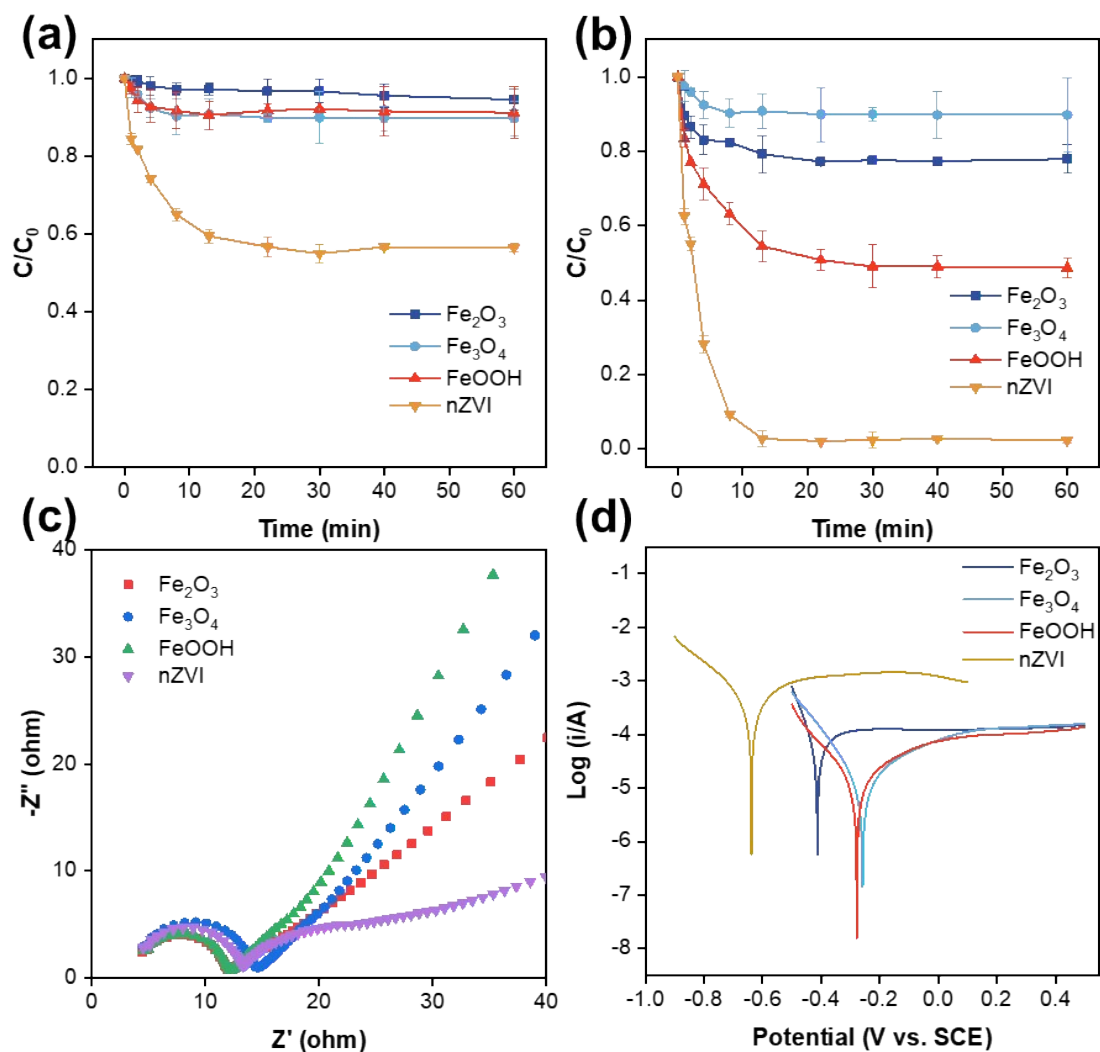 (a)
C/C₀
1.0
0.8
0.6
0.4
0.2
0.0
0 10 20 30 40 50 60
Time (min)
Fe₂O₃
Fe₃O₄
FeOOH
nZVI
(b)
C/C₀
1.0
0.8
0.6
0.4
0.2
0.0
0 10 20 30 40 50 60
Time (min)
Fe₂O₃
Fe₃O₄
FeOOH
nZVI
(c)
-Z'' (ohm)
40
30
20
10
0
0 10 20 30 40
Z' (ohm)
Fe₂O₃
Fe₃O₄
FeOOH
nZVI
(d)
Log (i/A)
-1
-2
-3
-4
-5
-6
-7
-8
-1.0 -0.8 -0.6 -0.4 -0.2 0.0 0.2 0.4
Potential (V vs. SCE)
Fe₂O₃
Fe₃O₄
FeOOH
nZVI